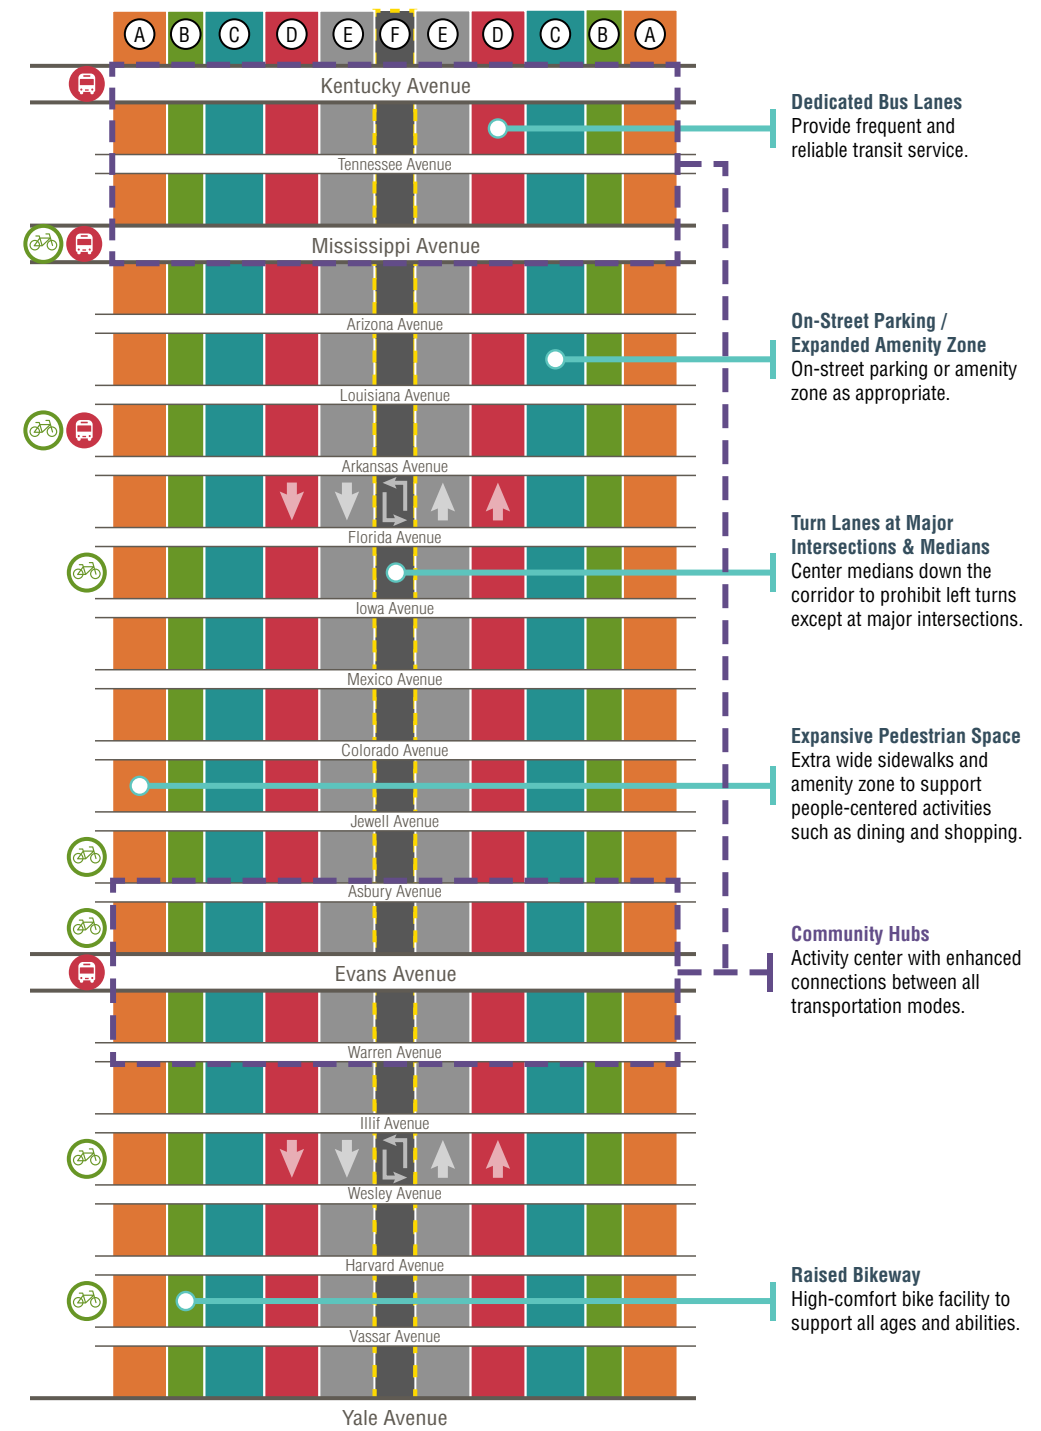 A B C D E F E D C B A
Kentucky Avenue
Dedicated Bus Lanes
Provide frequent and
reliable transit service.
Tennessee Avenue
Mississippi Avenue
Arizona Avenue
On-Street Parking /
Expanded Amenity Zone
On-street parking or amenity
zone as appropriate.
Louisiana Avenue
Arkansas Avenue
Florida Avenue
Turn Lanes at Major
Intersections & Medians
Center medians down the
corridor to prohibit left turns
except at major intersections.
Iowa Avenue
Mexico Avenue
Colorado Avenue
Expansive Pedestrian Space
Extra wide sidewalks and
amenity zone to support
people-centered activities
such as dining and shopping.
Jewell Avenue
Asbury Avenue
Evans Avenue
Community Hubs
Activity center with enhanced
connections between all
transportation modes.
Warren Avenue
Illif Avenue
Wesley Avenue
Harvard Avenue
Raised Bikeway
High-comfort bike facility to
support all ages and abilities.
Vassar Avenue
Yale Avenue